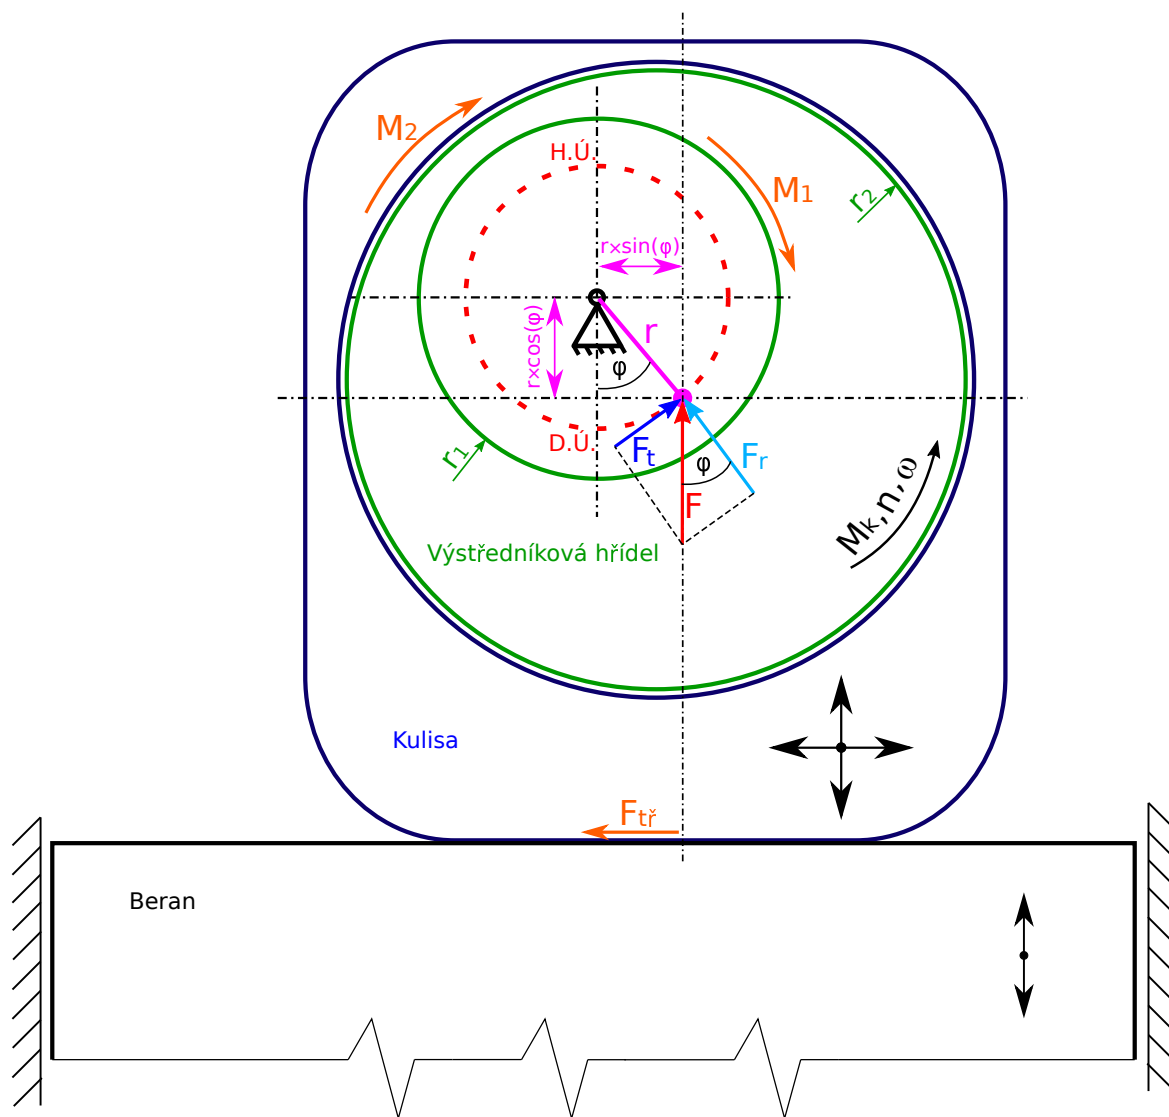 M2
H.Ú.
M1
r2
r×sin(φ)
r×cos(φ)
r
φ
D.Ú.
r1
Ft
φ
Fr
F
Mk,n,ω
Výstředníková hřídel
Kulisa
Ftř
Beran